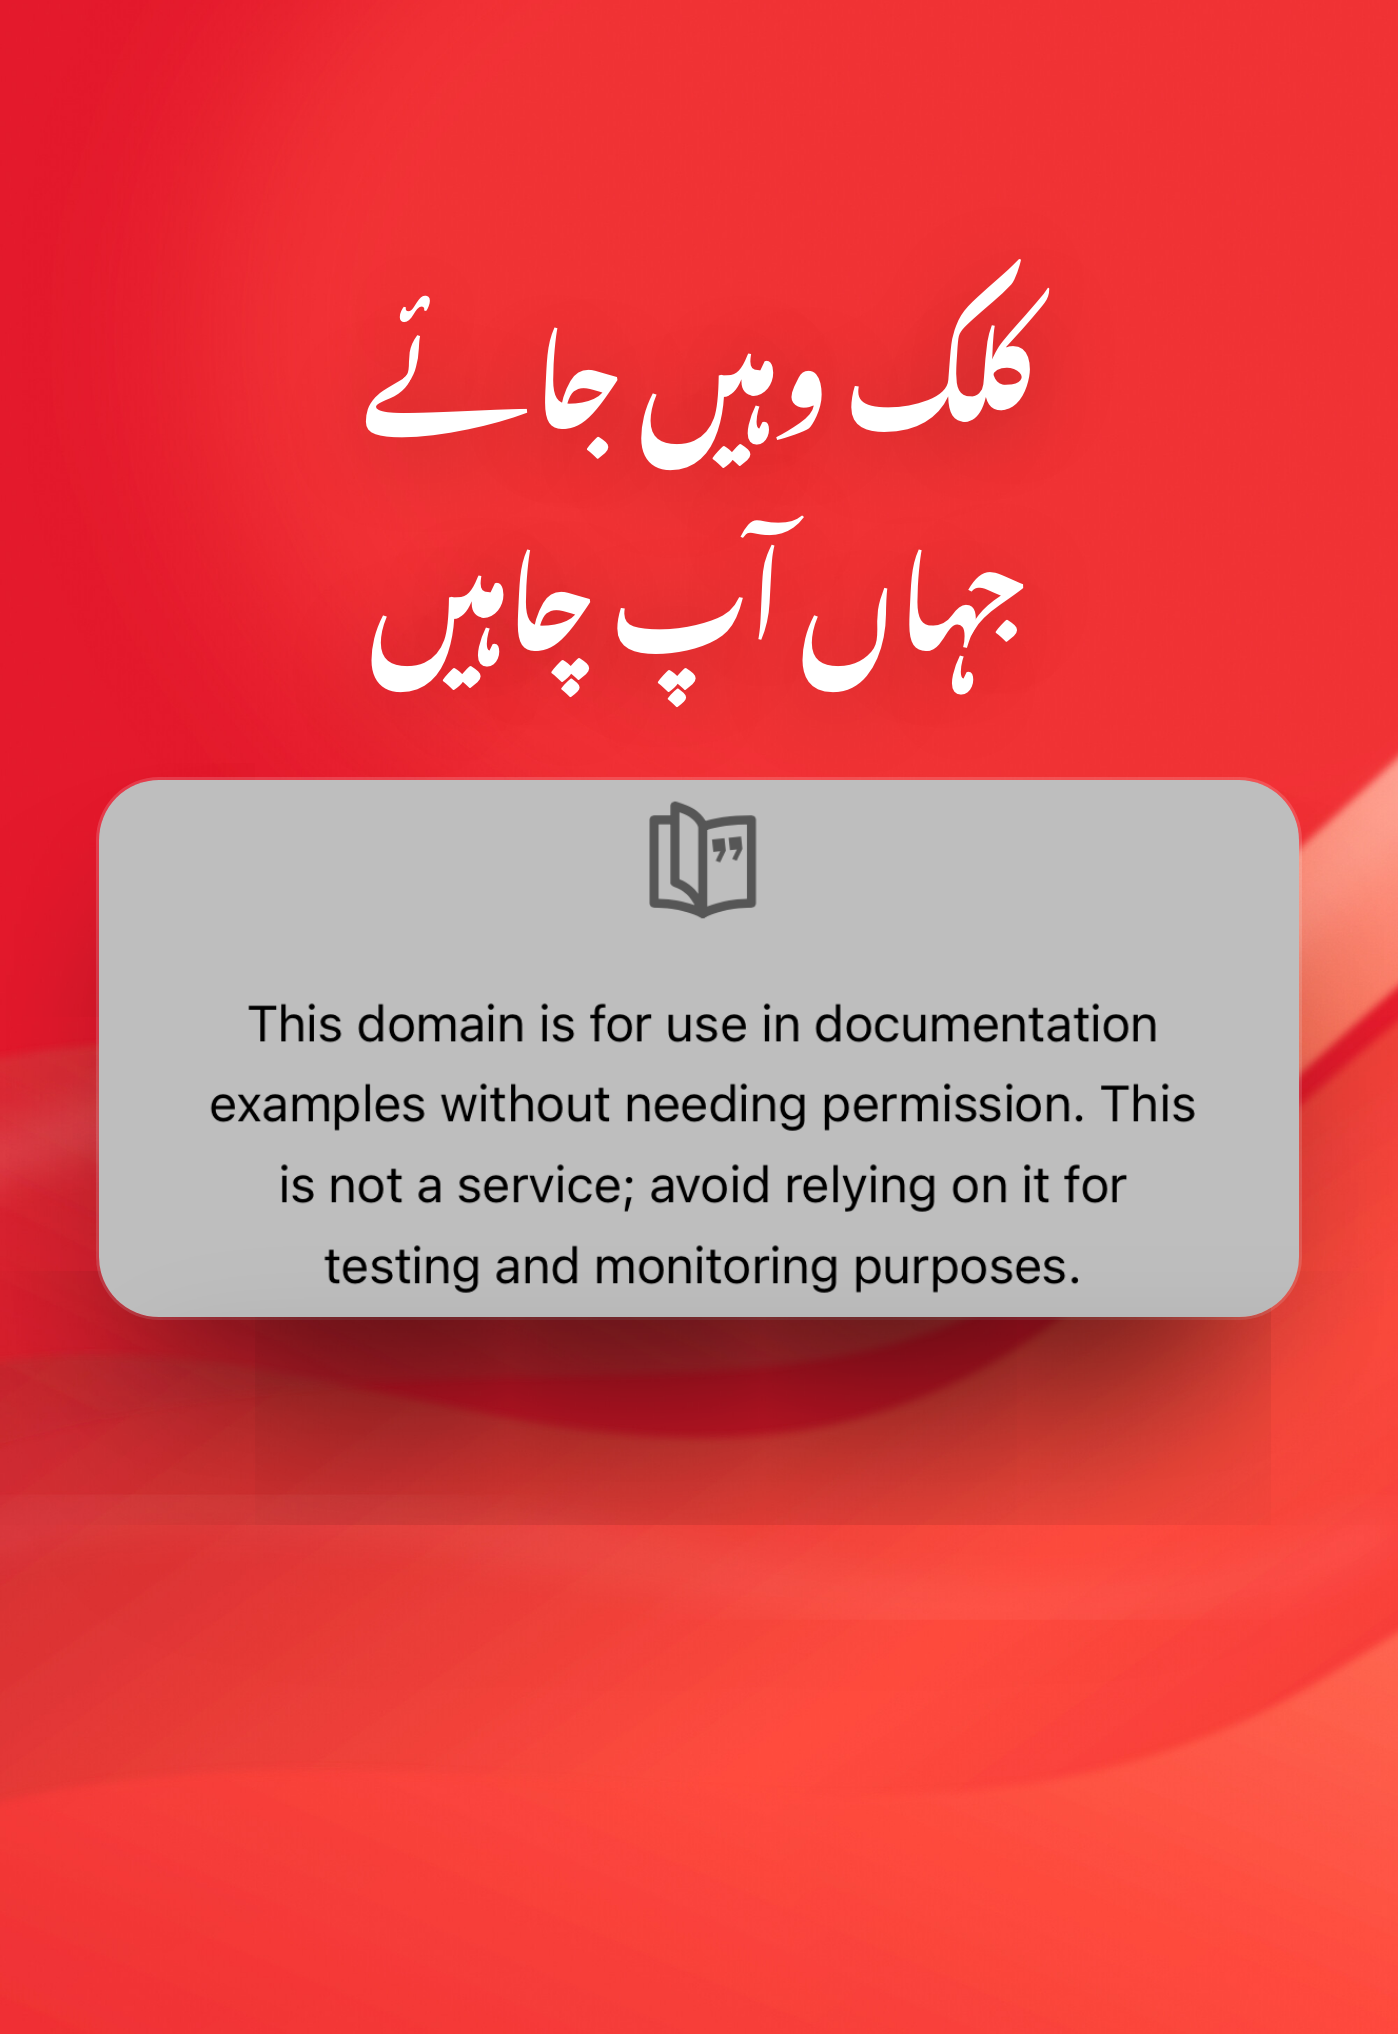 کلک وہیں جائے
جہاں آپ چاہیں
”
This domain is for use in documentation
examples without needing permission. This
is not a service; avoid relying on it for
testing and monitoring purposes.